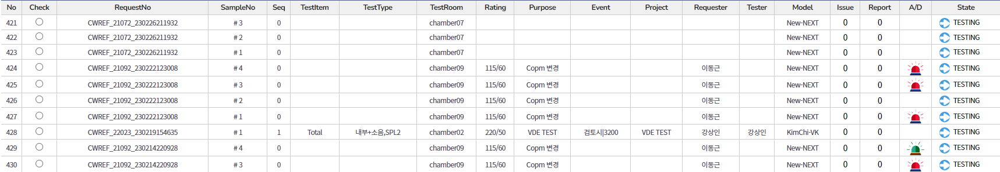 No Check RequestNo SampleNo Seq TestItem TestType TestRoom Rating Purpose Event Project Requester Tester Model Issue Report A/D State
421 CWREF_21072_230226211932 # 3 0 chamber07 New-NEXT 0 0 TESTING
422 CWREF_21072_230226211932 # 2 0 chamber07 New-NEXT 0 0 TESTING
423 CWREF_21072_230226211932 # 1 0 chamber07 New-NEXT 0 0 TESTING
424 CWREF_21092_230222123008 # 4 0 chamber09 115/60 Copm 변경 이동근 New-NEXT 0 0 TESTING
425 CWREF_21092_230222123008 # 3 0 chamber09 115/60 Copm 변경 이동근 New-NEXT 0 0 TESTING
426 CWREF_21092_230222123008 # 2 0 chamber09 115/60 Copm 변경 이동근 New-NEXT 0 0 TESTING
427 CWREF_21092_230222123008 # 1 0 chamber09 115/60 Copm 변경 이동근 New-NEXT 0 0 TESTING
428 CWREF_22023_230219154635 # 1 1 Total 내부+소음,SPL2 chamber02 220/50 VDE TEST 검토시|3200 VDE TEST 강상인 강상인 KimChi-VK 0 0 TESTING
429 CWREF_21092_230214220928 # 4 0 chamber09 115/60 Copm 변경 이동근 New-NEXT 0 0 TESTING
430 CWREF_21092_230214220928 # 3 0 chamber09 115/60 Copm 변경 이동근 New-NEXT 0 0 TESTING